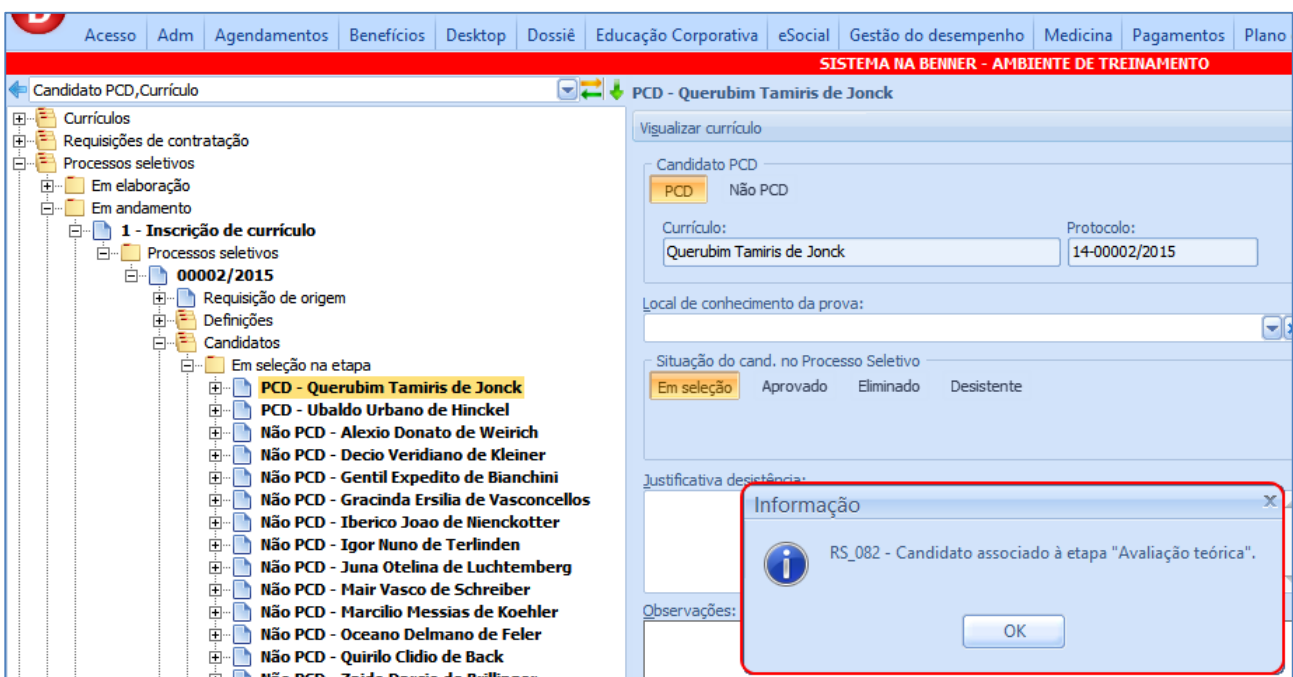 Acesso Adm Agendamentos Benefícios Desktop Dossiê Educação Corporativa eSocial Gestão do desempenho Medicina Pagamentos Plano
SISTEMA NA BENNER - AMBIENTE DE TREINAMENTO
Candidato PCD,Currículo
Currículos
Requisições de contratação
Processos seletivos
Em elaboração
Em andamento
1 - Inscrição de currículo
Processos seletivos
00002/2015
Requisição de origem
Definições
Candidatos
Em seleção na etapa
PCD - Querubim Tamiris de Jonck
PCD - Ubaldo Urbano de Hinckel
Não PCD - Alexio Donato de Weirich
Não PCD - Decio Veridiano de Kleiner
Não PCD - Gentil Expedito de Bianchini
Não PCD - Gracinda Ersilia de Vasconcellos
Não PCD - Iberico Joao de Nienckotter
Não PCD - Igor Nuno de Terlinden
Não PCD - Juna Otelina de Luchtemberg
Não PCD - Mair Vasco de Schreiber
Não PCD - Marcilio Messias de Koehler
Não PCD - Oceano Delmano de Feler
Não PCD - Quirilo Clidio de Back
PCD - Querubim Tamiris de Jonck
Visualizar currículo
Candidato PCD
PCD Não PCD
Currículo: Protocolo:
Querubim Tamiris de Jonck 14-00002/2015
Local de conhecimento da prova:
Situação do cand. no Processo Seletivo
Em seleção Aprovado Eliminado Desistente
Justificativa desistência:
Observações:
Informação
RS_082 - Candidato associado à etapa "Avaliação teórica".
OK